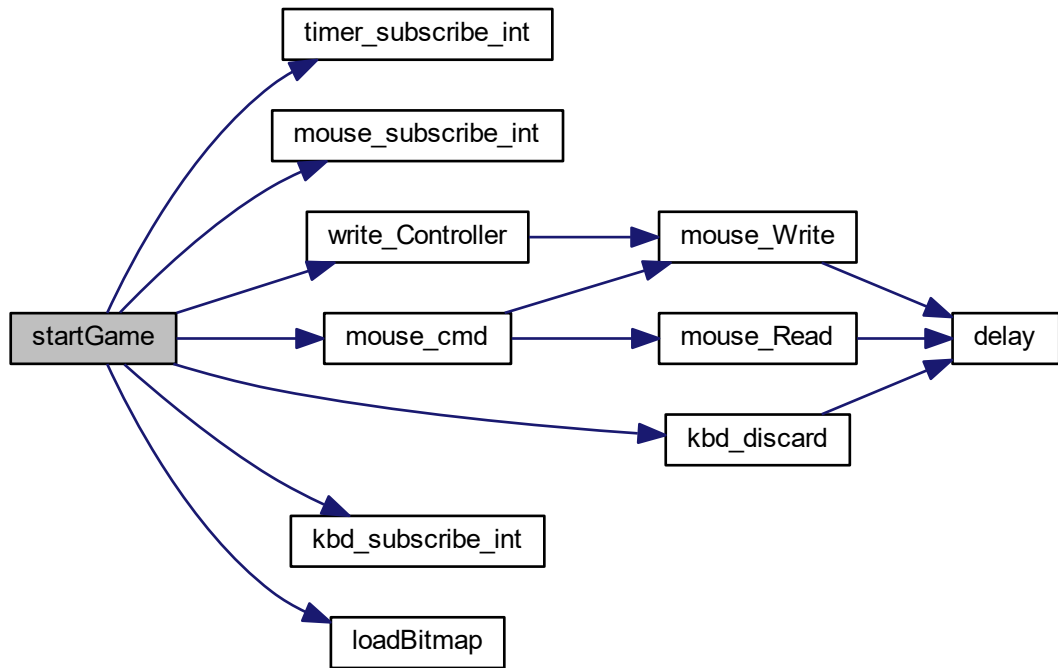 timer_subscribe_int
mouse_subscribe_int
write_Controller
mouse_Write
startGame
mouse_cmd
mouse_Read
delay
kbd_discard
kbd_subscribe_int
loadBitmap